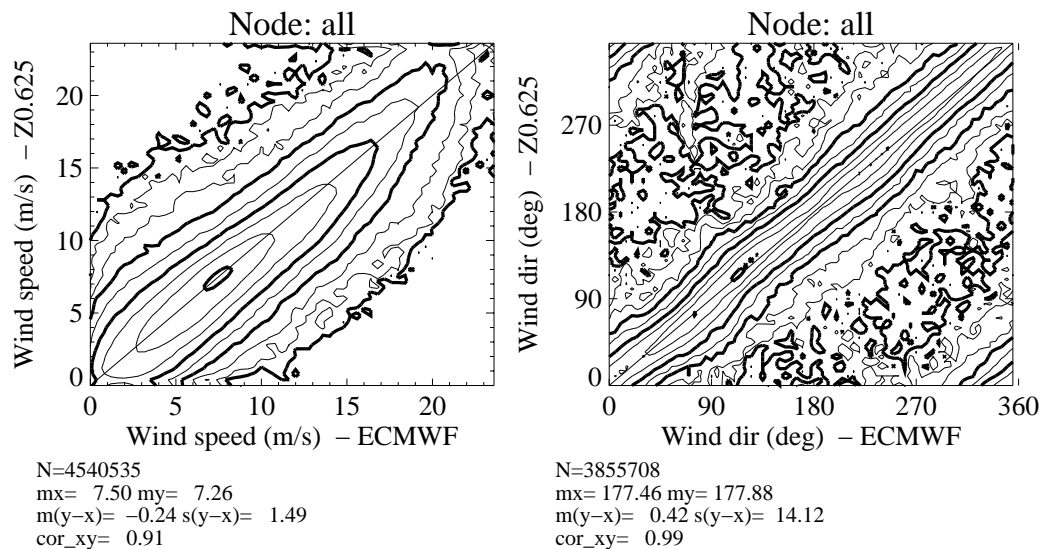 Node: all
Wind speed (m/s) − Z0.625
20
15
10
5
0
0 5 10 15 20
Wind speed (m/s) − ECMWF
N=4540535
mx= 7.50 my= 7.26
m(y−x)= −0.24 s(y−x)= 1.49
cor_xy= 0.91
Node: all
Wind dir (deg) − Z0.625
270
180
90
0
0 90 180 270 360
Wind dir (deg) − ECMWF
N=3855708
mx= 177.46 my= 177.88
m(y−x)= 0.42 s(y−x)= 14.12
cor_xy= 0.99